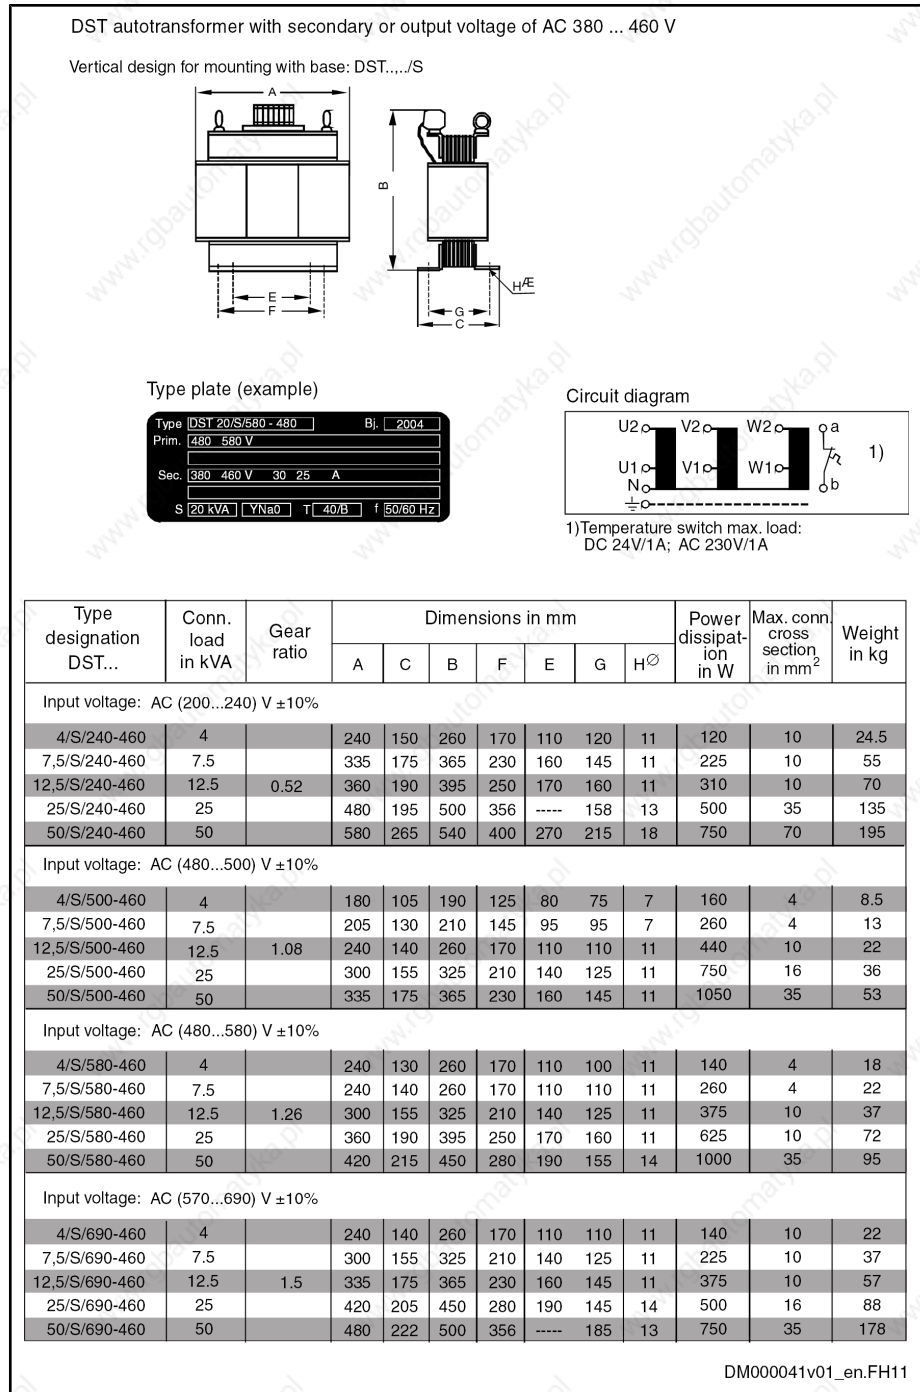 DST autotransformer with secondary or output voltage of AC 380 ... 460 V
Vertical design for mounting with base: DST..,../S
A
B
E
F
G
C
HÆ
Type plate (example)
Type DST 20/S/580 - 480 Bj. 2004
Prim. 480 580 V
Sec. 380 460 V 30 25 A
S 20 kVA YNa0 T 40/B f 50/60 Hz
Circuit diagram
U2 V2 W2 a
1)
U1 V1 W1
N b
1)Temperature switch max. load:
DC 24V/1A; AC 230V/1A
Type designation DST... Conn. load in kVA Gear ratio Dimensions in mm Power dissipat-ion in W Max. conn. cross section in mm2 Weight in kg
A C B F E G H∅
Input voltage: AC (200...240) V ±10%
4/S/240-460 4 240 150 260 170 110 120 11 120 10 24.5
7,5/S/240-460 7.5 335 175 365 230 160 145 11 225 10 55
12,5/S/240-460 12.5 0.52 360 190 395 250 170 160 11 310 10 70
25/S/240-460 25 480 195 500 356 ----- 158 13 500 35 135
50/S/240-460 50 580 265 540 400 270 215 18 750 70 195
Input voltage: AC (480...500) V ±10%
4/S/500-460 4 180 105 190 125 80 75 7 160 4 8.5
7,5/S/500-460 7.5 205 130 210 145 95 95 7 260 4 13
12,5/S/500-460 12.5 1.08 240 140 260 170 110 110 11 440 10 22
25/S/500-460 25 300 155 325 210 140 125 11 750 16 36
50/S/500-460 50 335 175 365 230 160 145 11 1050 35 53
Input voltage: AC (480...580) V ±10%
4/S/580-460 4 240 130 260 170 110 100 11 140 4 18
7,5/S/580-460 7.5 240 140 260 170 110 110 11 260 4 22
12,5/S/580-460 12.5 1.26 300 155 325 210 140 125 11 375 10 37
25/S/580-460 25 360 190 395 250 170 160 11 625 10 72
50/S/580-460 50 420 215 450 280 190 155 14 1000 35 95
Input voltage: AC (570...690) V ±10%
4/S/690-460 4 240 140 260 170 110 110 11 140 10 22
7,5/S/690-460 7.5 300 155 325 210 140 125 11 225 10 37
12,5/S/690-460 12.5 1.5 335 175 365 230 160 145 11 375 10 57
25/S/690-460 25 420 205 450 280 190 145 14 500 16 88
50/S/690-460 50 480 222 500 356 ----- 185 13 750 35 178
DM000041v01_en.FH11
www.rgbautomatyka.pl